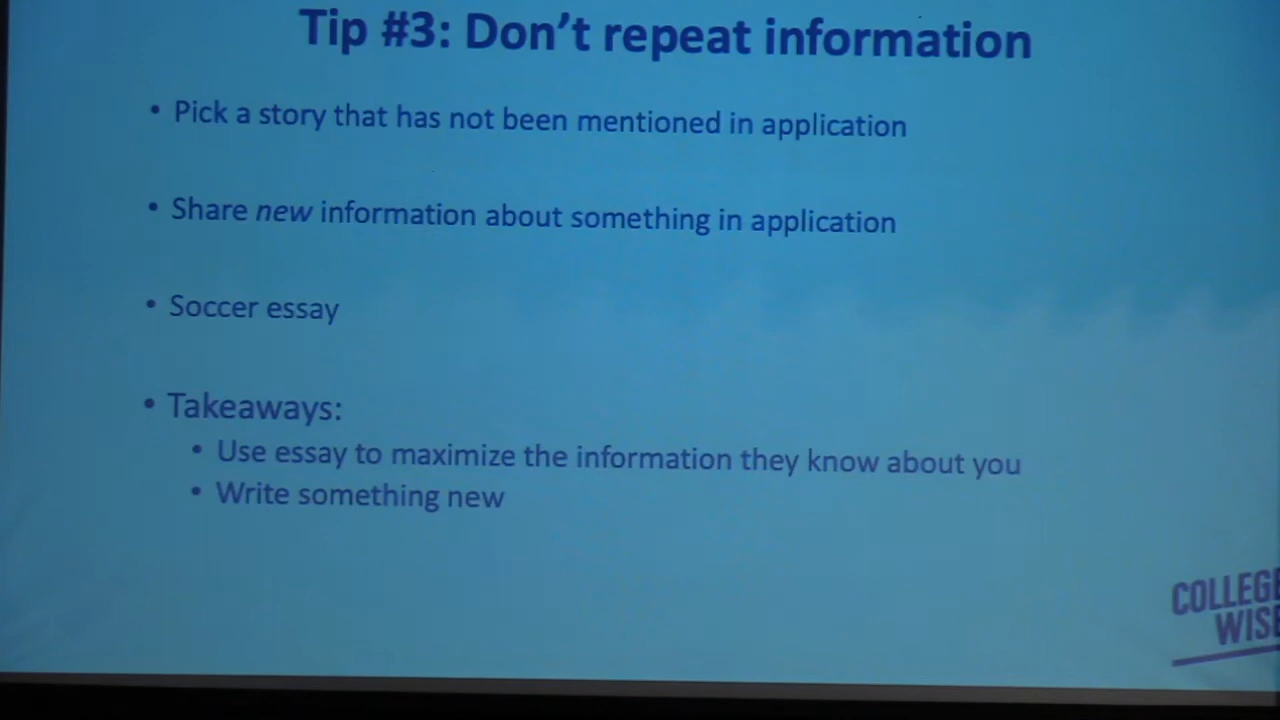 Tip #3: Don't repeat information
• Pick a story that has not been mentioned in application
• Share new information about something in application
• Soccer essay
• Takeaways:
• Use essay to maximize the information they know about you
• Write something new
COLLEGE
WISE